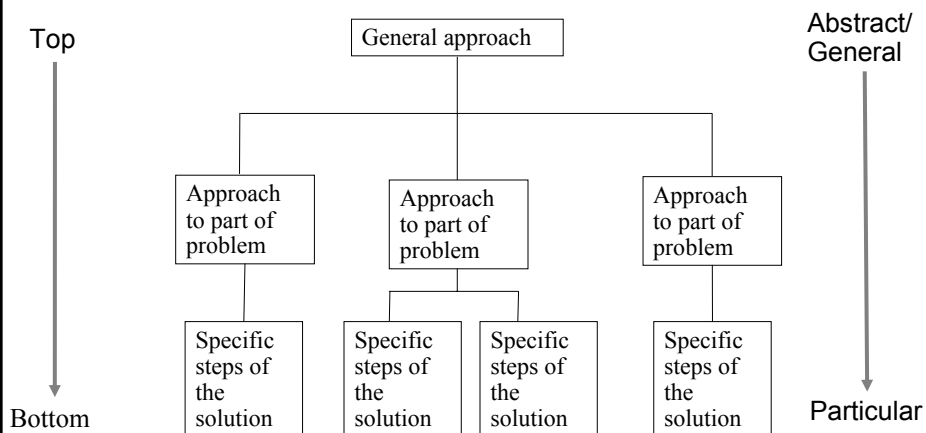 Top
General approach
Abstract/
General
Approach
to part of
problem
Approach
to part of
problem
Approach
to part of
problem
Specific
steps of
the
solution
Specific
steps of
the
solution
Specific
steps of
the
solution
Specific
steps of
the
solution
Bottom
Particular